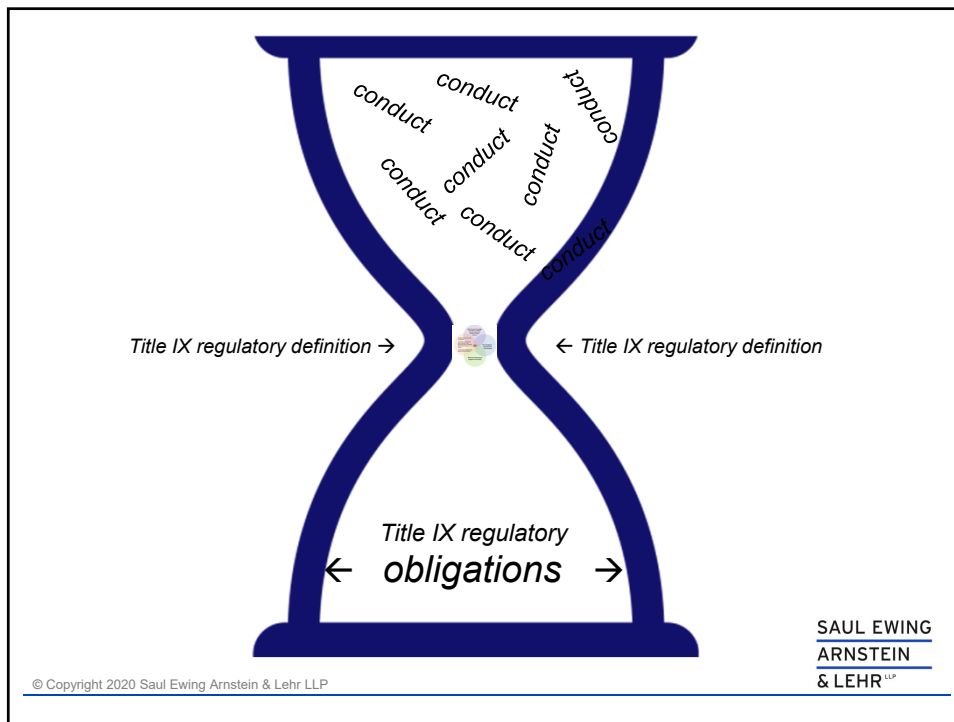 conduct
conduct
conduct
conduct
conduct
conduct
conduct
conduct
Title IX regulatory definition →
← Title IX regulatory definition
Title IX regulatory
← obligations →
SAUL EWING
ARNSTEIN
& LEHR LLP
© Copyright 2020 Saul Ewing Arnstein & Lehr LLP